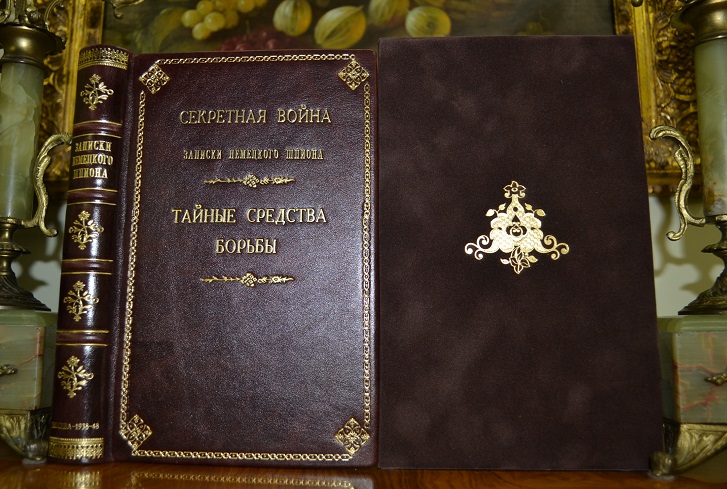 ЗАПИСКИ
НЕМЕЦКОГО
ШПИОНА
СЕКРЕТНАЯ ВОЙНА
ЗАПИСКИ НЕМЕЦКОГО ШПИОНА
ТАЙНЫЕ СРЕДСТВА
БОРЬБЫ